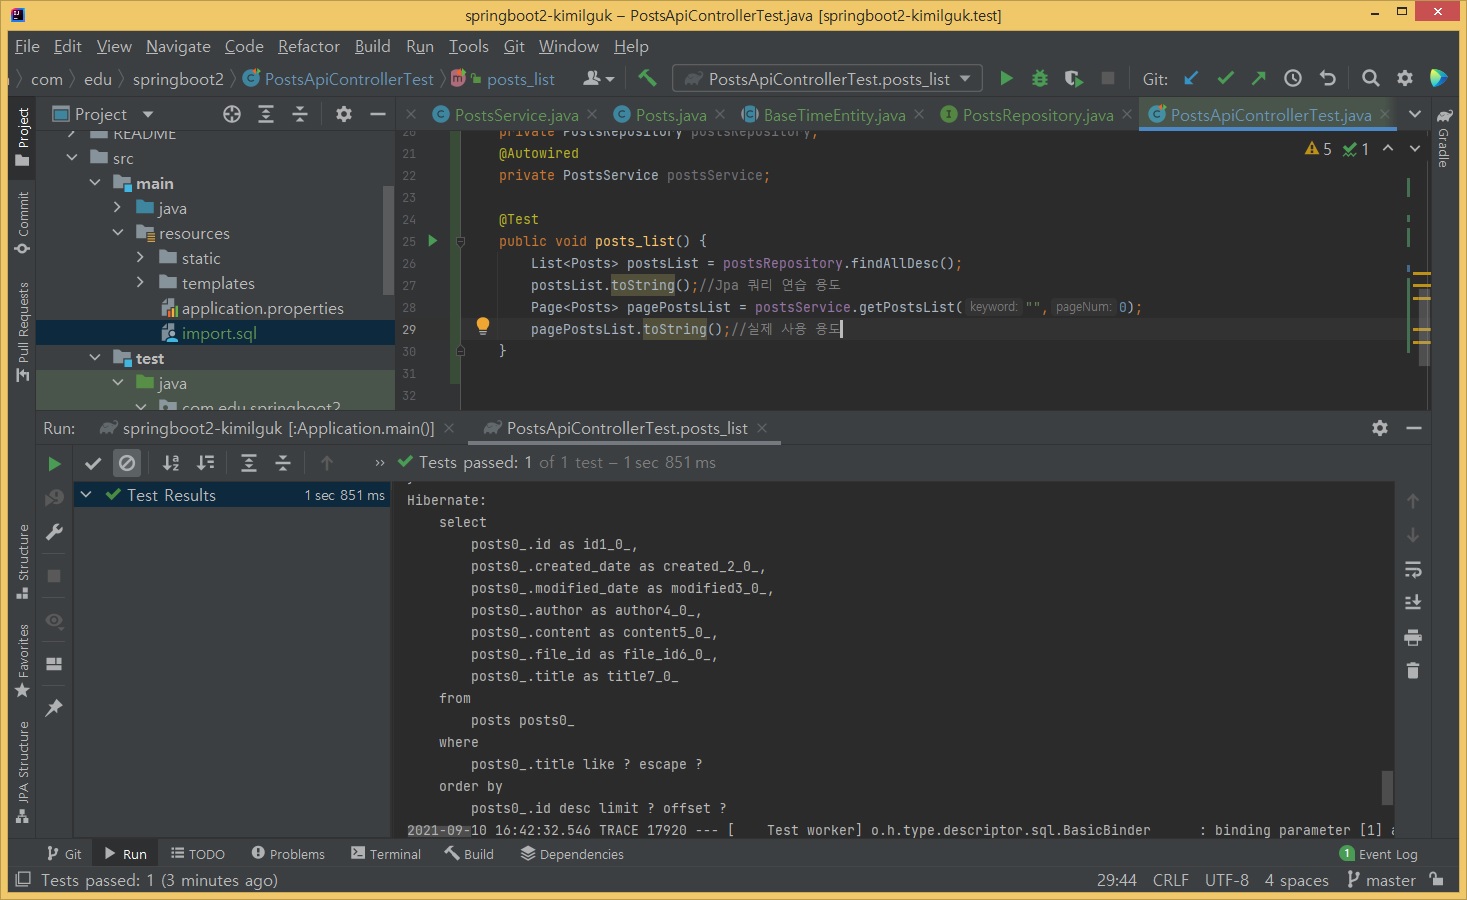 springboot2-kimilguk – PostsApiControllerTest.java [springboot2-kimilguk.test]
File Edit View Navigate Code Refactor Build Run Tools Git Window Help
com edu springboot2 PostsApiControllerTest posts_list PostsApiControllerTest.posts_list Git:
Project PostsService.java Posts.java BaseTimeEntity.java PostsRepository.java PostsApiControllerTest.java
README
src
main
java
resources
static
templates
application.properties
import.sql
test
java
com.edu.springboot2
5 1
20 private PostsRepository postsRepository;
21 @Autowired
22 private PostsService postsService;
23
24 @Test
25 public void posts_list() {
26 List<Posts> postsList = postsRepository.findAllDesc();
27 postsList.toString();//Jpa 쿼리 연습 용도
28 Page<Posts> pagePostsList = postsService.getPostsList( keyword: "", pageNum: 0);
29 pagePostsList.toString();//실제 사용 용도
30 }
31
32
Project
Commit
Pull Requests
Structure
Favorites
JPA Structure
Gradle
Run: springboot2-kimilguk [:Application.main()] PostsApiControllerTest.posts_list
» Tests passed: 1 of 1 test – 1 sec 851 ms
Test Results 1 sec 851 ms
Hibernate:
select
posts0_.id as id1_0_,
posts0_.created_date as created_2_0_,
posts0_.modified_date as modified3_0_,
posts0_.author as author4_0_,
posts0_.content as content5_0_,
posts0_.file_id as file_id6_0_,
posts0_.title as title7_0_
from
posts posts0_
where
posts0_.title like ? escape ?
order by
posts0_.id desc limit ? offset ?
2021-09-10 16:42:32.546 TRACE 17920 --- [ Test worker] o.h.type.descriptor.sql.BasicBinder : binding parameter [1] a
Git Run TODO Problems Terminal Build Dependencies 1 Event Log
Tests passed: 1 (3 minutes ago) 29:44 CRLF UTF-8 4 spaces master